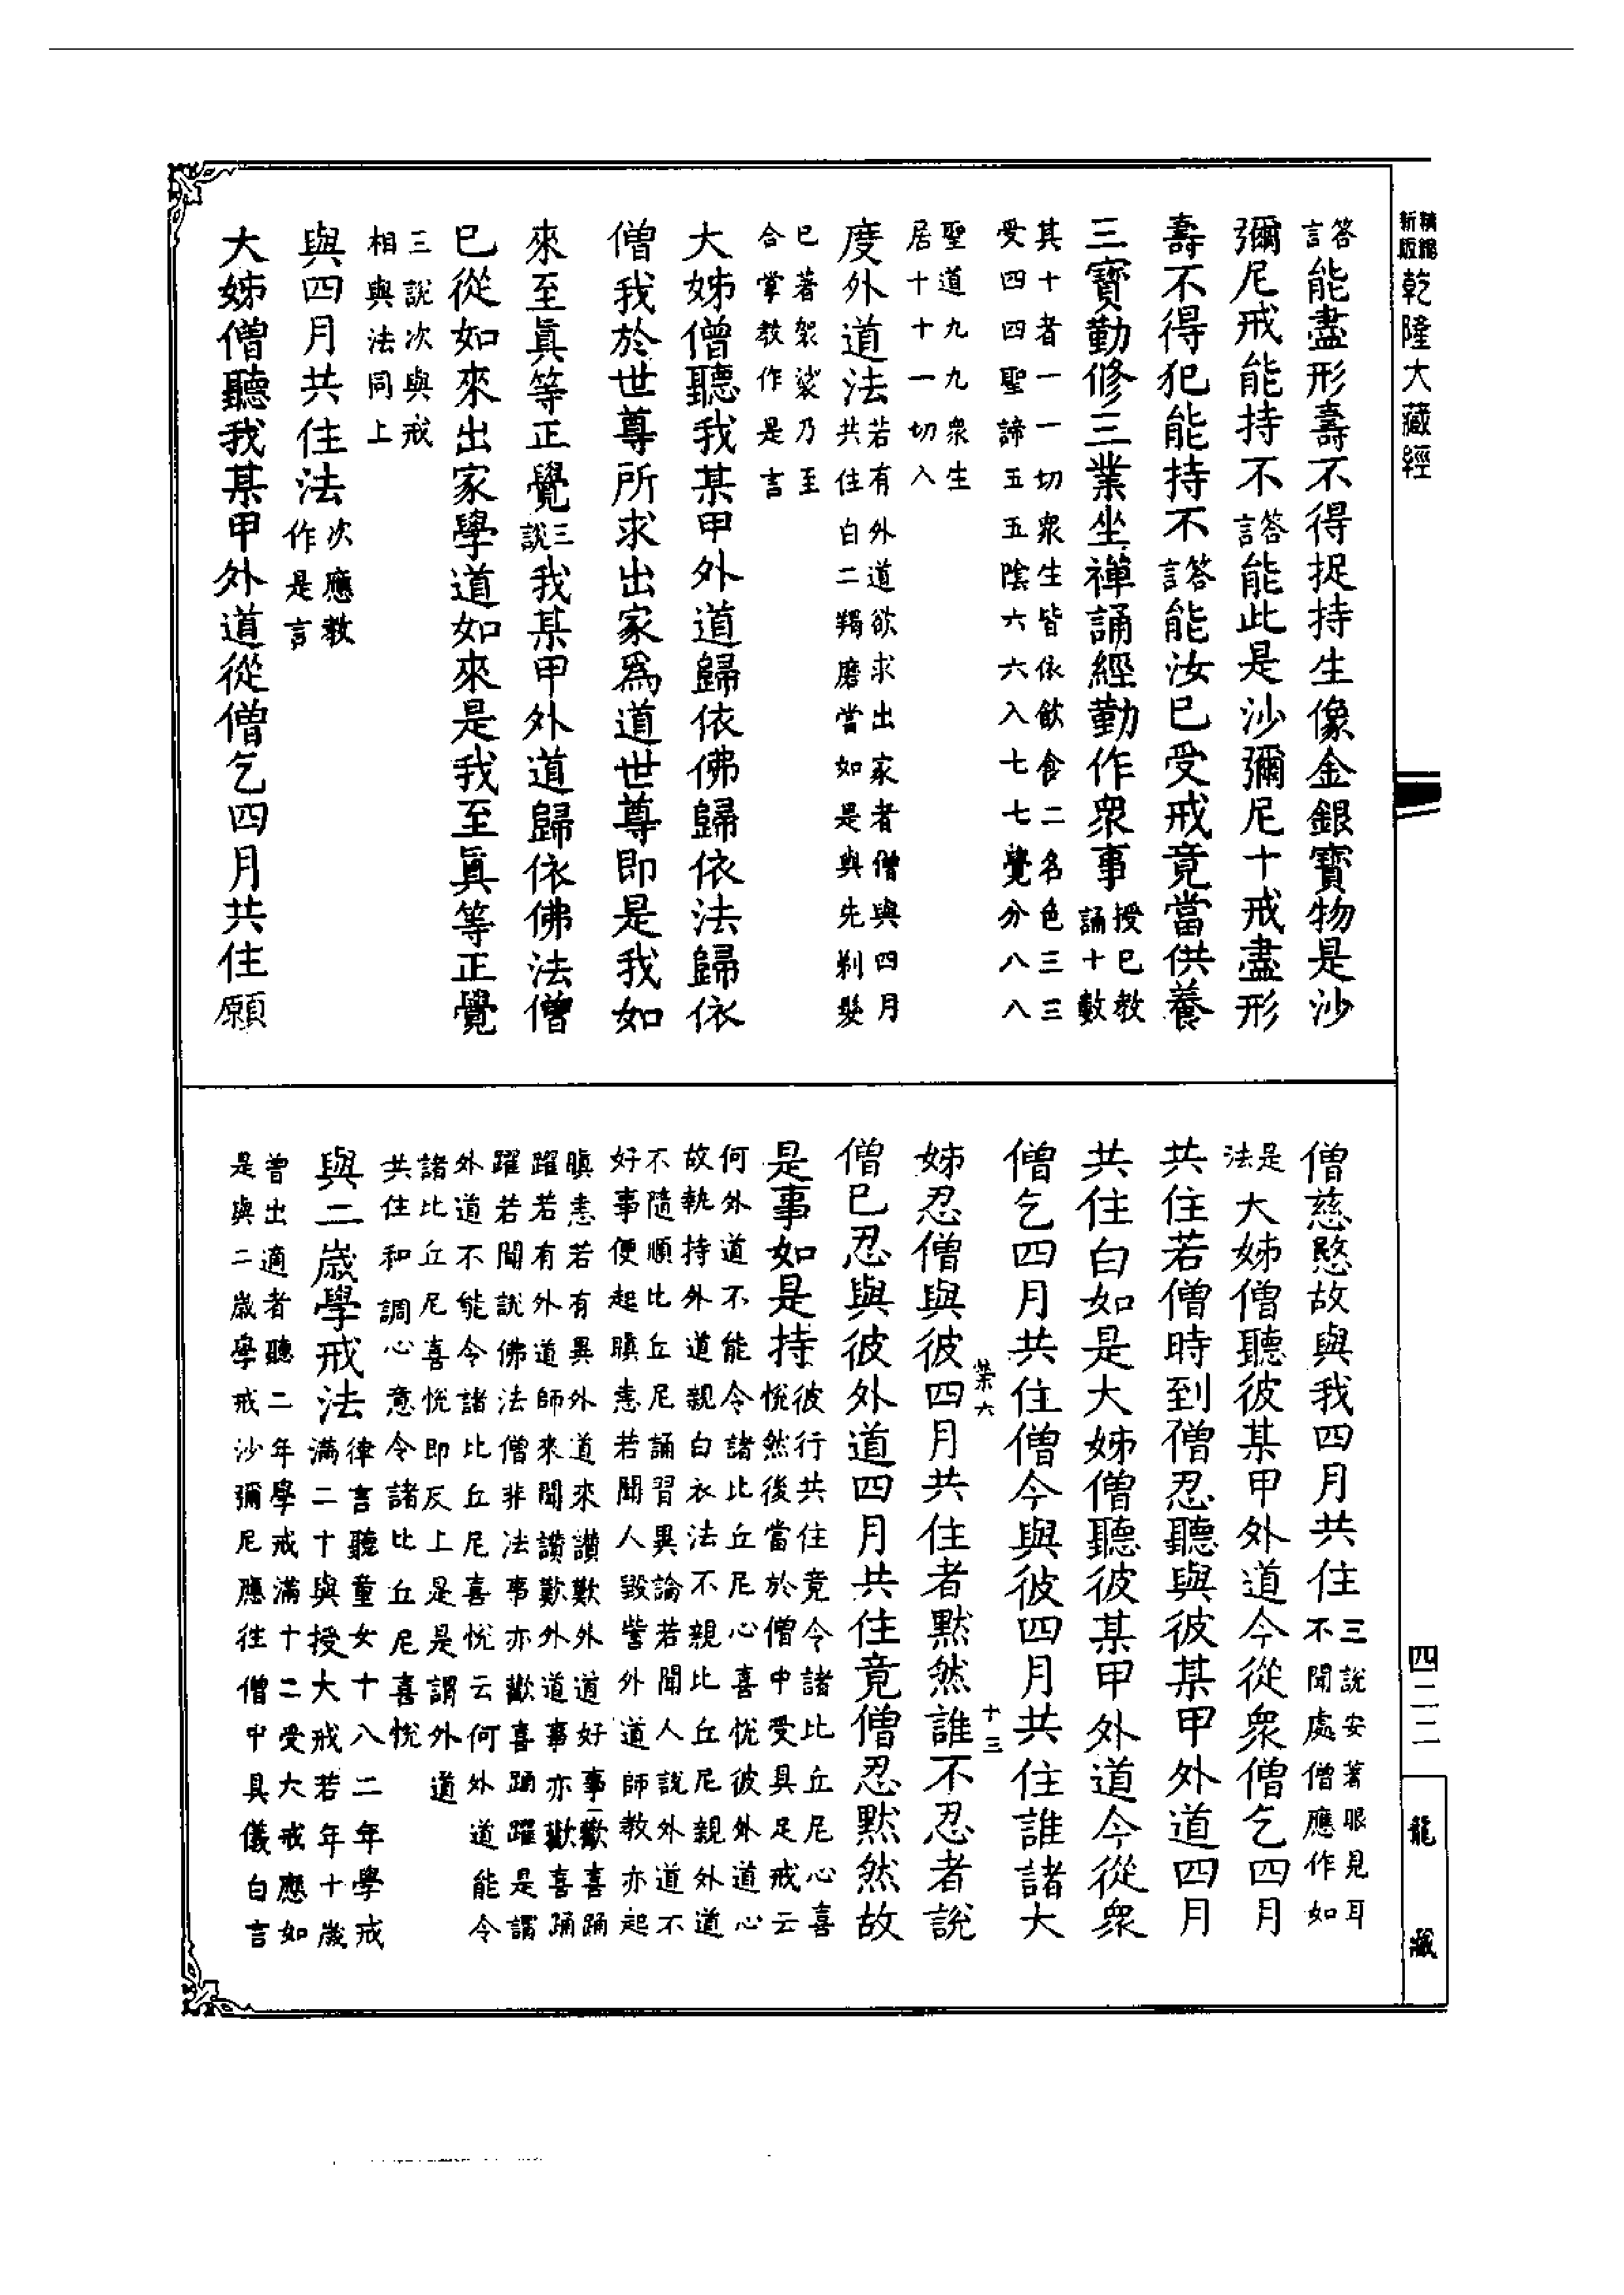 精縮
新版
乾隆大藏經
答言能盡形壽不得捉持生像金銀寶物是沙
彌尼戒能持不答言能此是沙彌尼十戒盡形
壽不得犯能持不答言能汝已受戒竟當供養
三寶勤修三業坐禪誦經勤作衆事授已教誦十數
其十者一一切衆生皆依飲食二名色三三
受四四聖諦五五陰六六入七七覺分八八
聖道九九衆生
居十十一切入
度外道法若有外道欲求出家者僧與四月
共住白二羯磨當如是與先剃髮
已著袈裟乃至
合掌教作是言
大姊僧聽我某甲外道歸依佛歸依法歸依
僧我於世尊所求出家爲道世尊即是我如
來至眞等正覺三說我某甲外道歸依佛法僧
已從如來出家學道如來是我至眞等正覺
三說次與戒
相與法同上
與四月共住法次應教
作是言
大姊僧聽我某甲外道從僧乞四月共住願
僧慈愍故與我四月共住三說安著眼見耳
不聞處僧應作如
是法大姊僧聽彼某甲外道今從衆僧乞四月
共住若僧時到僧忍聽與彼某甲外道四月
共住白如是大姊僧聽彼某甲外道今從衆
僧乞四月共住僧今與彼四月共住誰諸大
六
十三
姊忍僧與彼四月共住者默然誰不忍者說
僧已忍與彼外道四月共住竟僧忍默然故
是事如是持彼行共住竟令諸比丘尼心喜
悅然後當於僧中受具足戒云
何外道不能令諸比丘尼心喜悅彼外道心
故執持外道親白衣法不親比丘尼親外道
不隨順比丘尼誦習異論若聞人說外道不
好事便起瞋恚若聞人毀訾外道師教亦起
瞋恚若有異外道來讚歎外道好事歡喜踊
躍若有外道師來聞讚歎外道事亦歡喜踊
躍若聞說佛法僧非法事亦歡喜踊躍是謂
外道不能令諸比丘尼喜悅云何外道能令
諸比丘尼喜悅即反上是是謂外道
共住和調心意令諸比丘尼喜悅
與二歲學戒法律言聽童女十八二年學戒
滿二十與授大戒若年十歲
曾出適者聽二年學戒滿十二受大戒應如
是與二歲學戒沙彌尼應往僧中具儀白言
四二二
龍藏